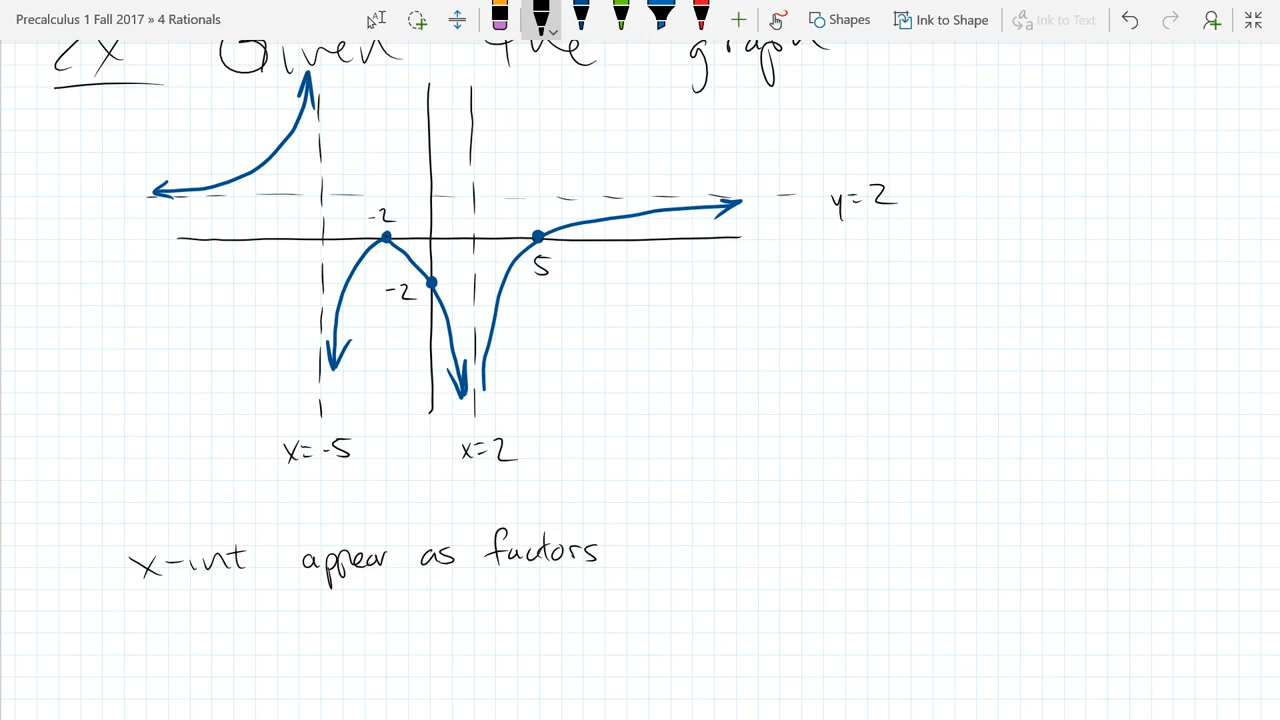 Precalculus 1 Fall 2017 » 4 Rationals
Shapes
Ink to Shape
Ink to Text
Ex Given the graph
-2
y=2
5
-2
x=-5
x=2
x-int appear as factors